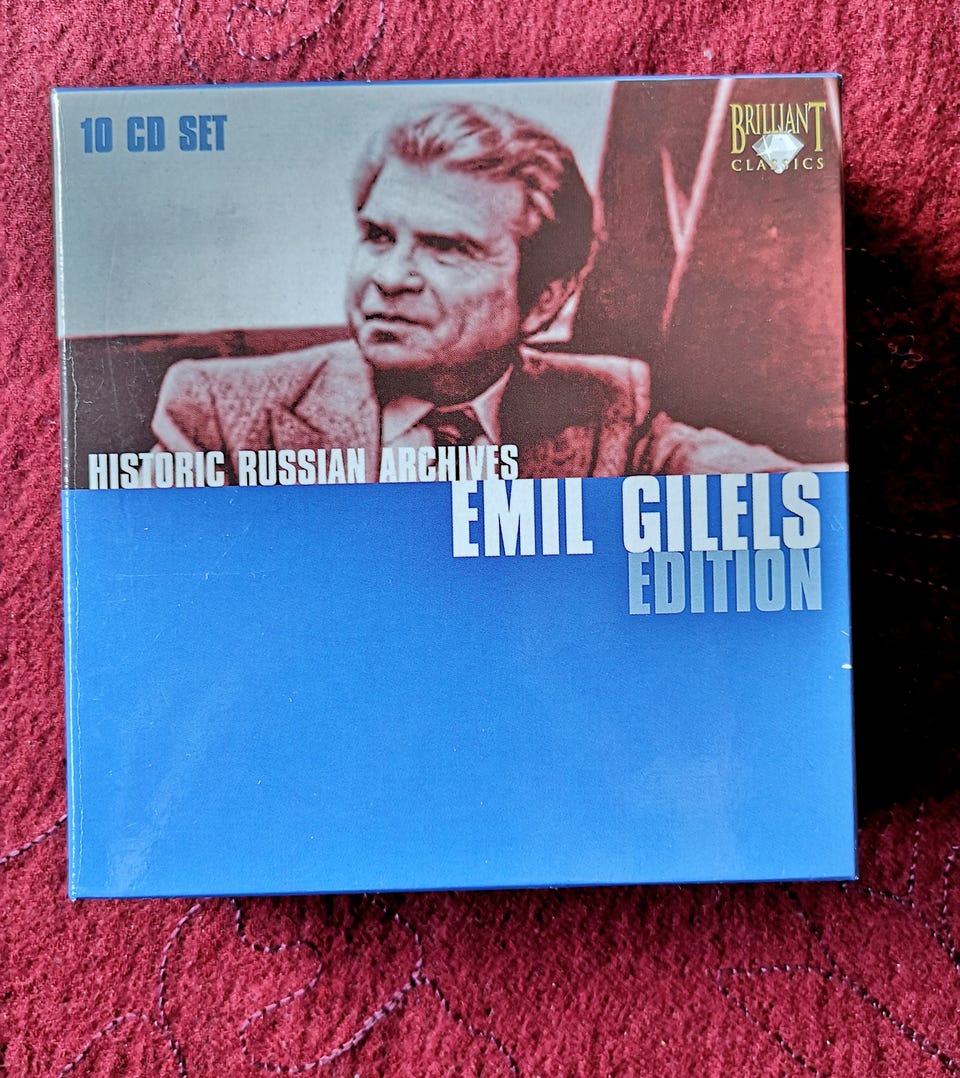 10 CD SET
BRILLIANT
CLASSICS
HISTORIC RUSSIAN ARCHIVES
EMIL GILELS
EDITION